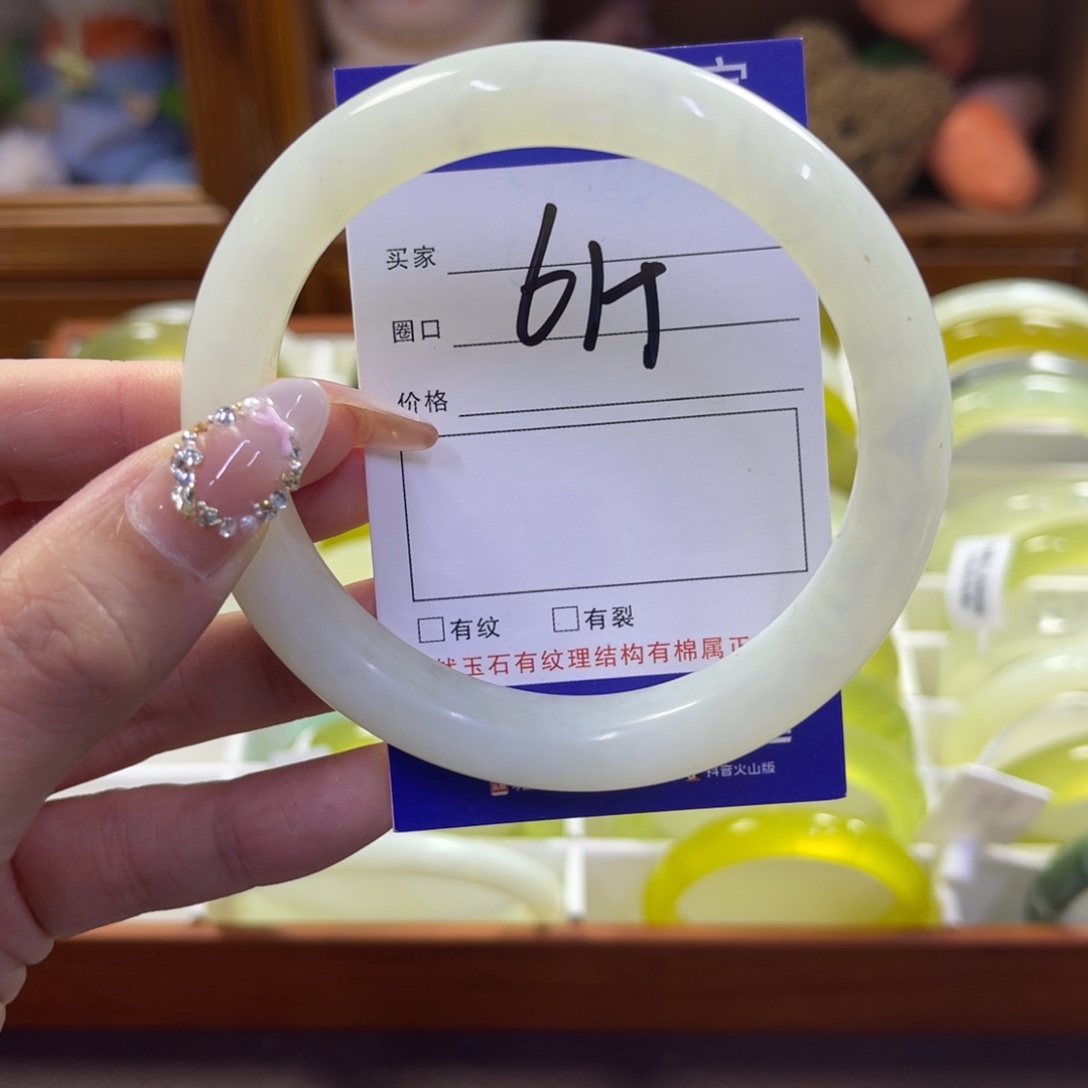 买家
圈口
价格
有纹 有裂
玉石有纹理结构有棉属正
抖音火山版